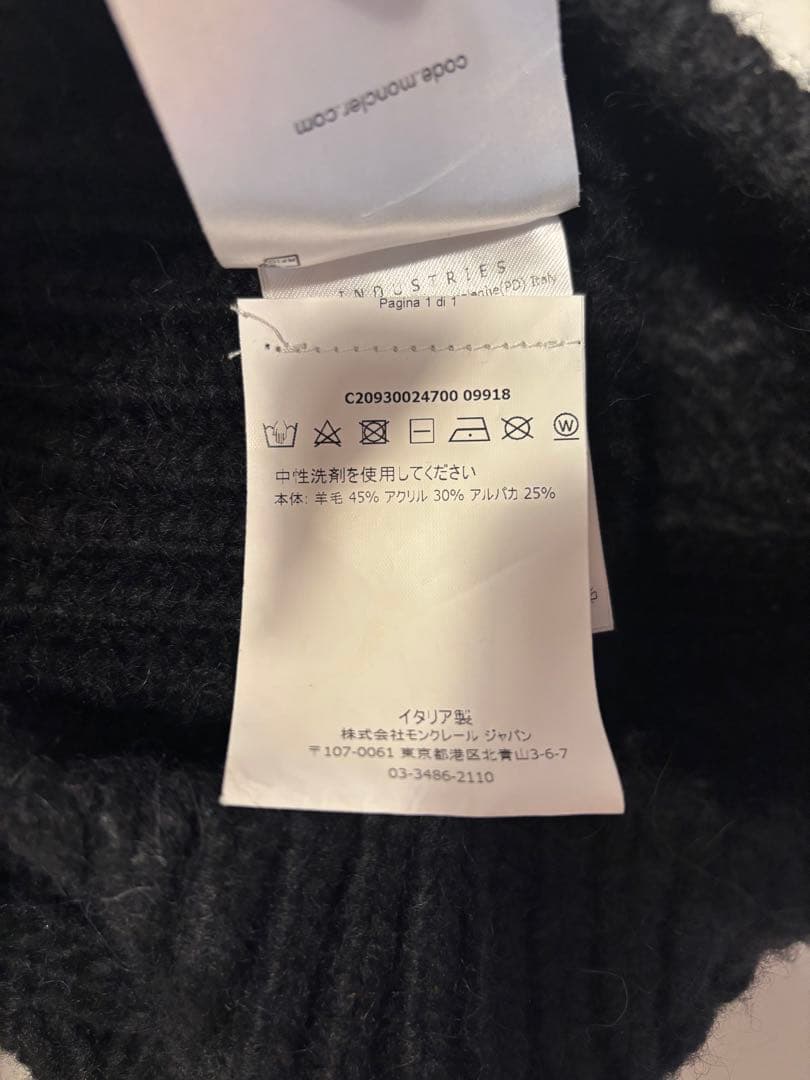 code.moncler.com
INDUSTRIES
(PD) Italy
Pagina 1 di 1
C20930024700 09918
W
中性洗剤を使用してください
本体: 羊毛 45% アクリル 30% アルパカ 25%
イタリア製
株式会社モンクレール ジャパン
〒107-0061 東京都港区北青山3-6-7
03-3486-2110